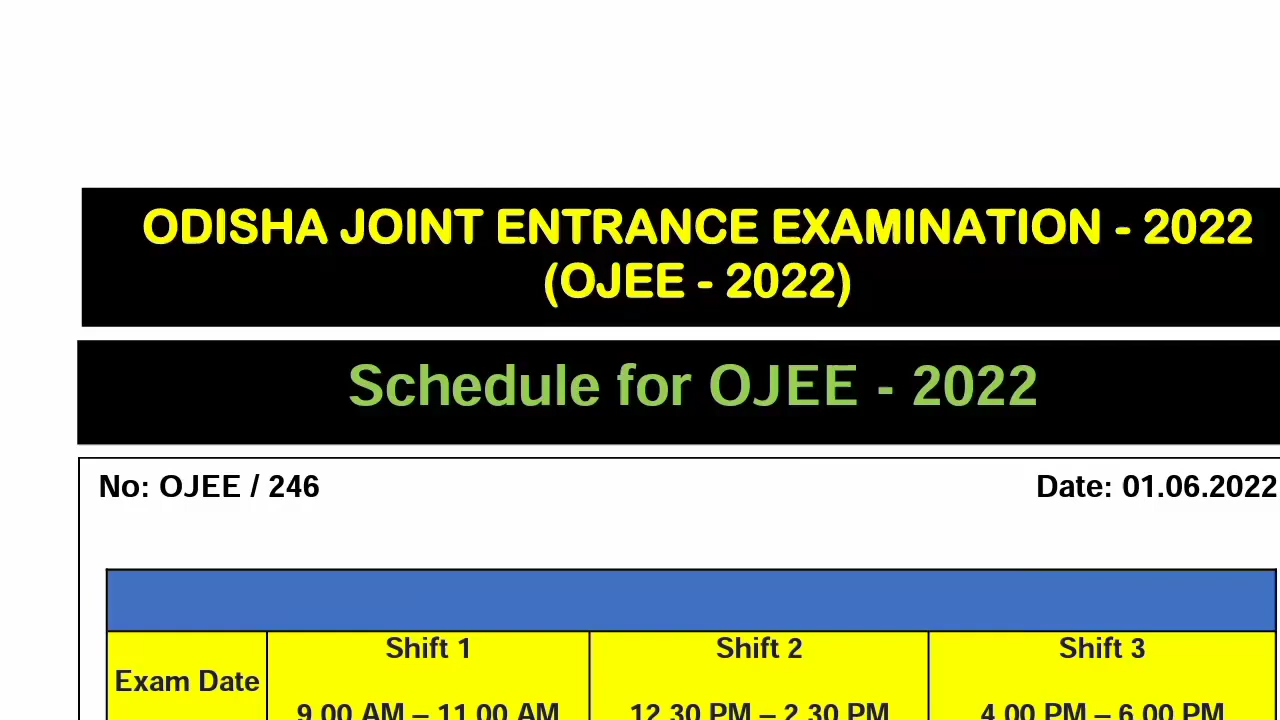 ODISHA JOINT ENTRANCE EXAMINATION - 2022
(OJEE - 2022)
Schedule for OJEE - 2022
No: OJEE / 246 Date: 01.06.2022
Exam Date Shift 1 Shift 2 Shift 3
9.00 AM – 11.00 AM 12.30 PM – 2.30 PM 4.00 PM – 6.00 PM